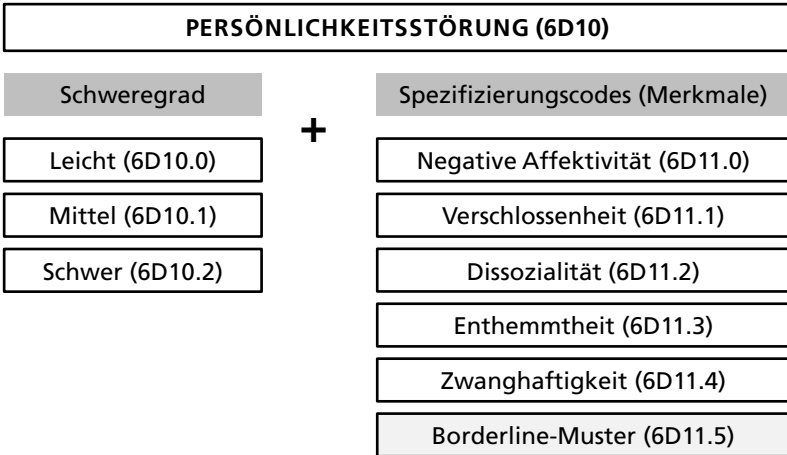 PERSÖNLICHKEITSSTÖRUNG (6D10)
Schweregrad
+
Spezifizierungscodes (Merkmale)
Leicht (6D10.0)
Mittel (6D10.1)
Schwer (6D10.2)
Negative Affektivität (6D11.0)
Verschlossenheit (6D11.1)
Dissozialität (6D11.2)
Enthemmtheit (6D11.3)
Zwanghaftigkeit (6D11.4)
Borderline-Muster (6D11.5)